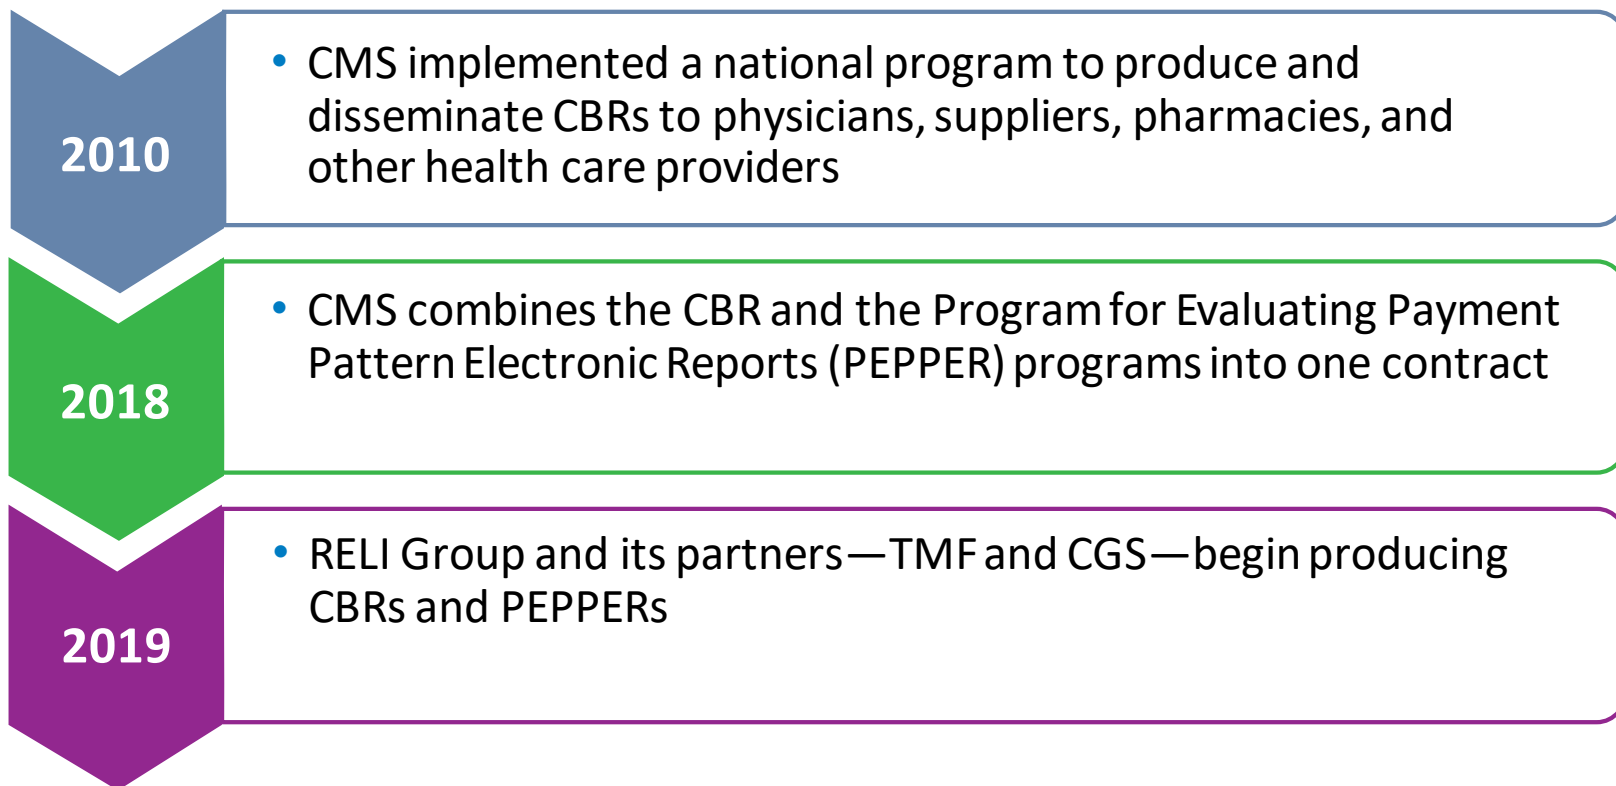 2010
• CMS implemented a national program to produce and
disseminate CBRs to physicians, suppliers, pharmacies, and
other health care providers
2018
• CMS combines the CBR and the Program for Evaluating Payment
Pattern Electronic Reports (PEPPER) programs into one contract
2019
• RELI Group and its partners—TMF and CGS—begin producing
CBRs and PEPPERs